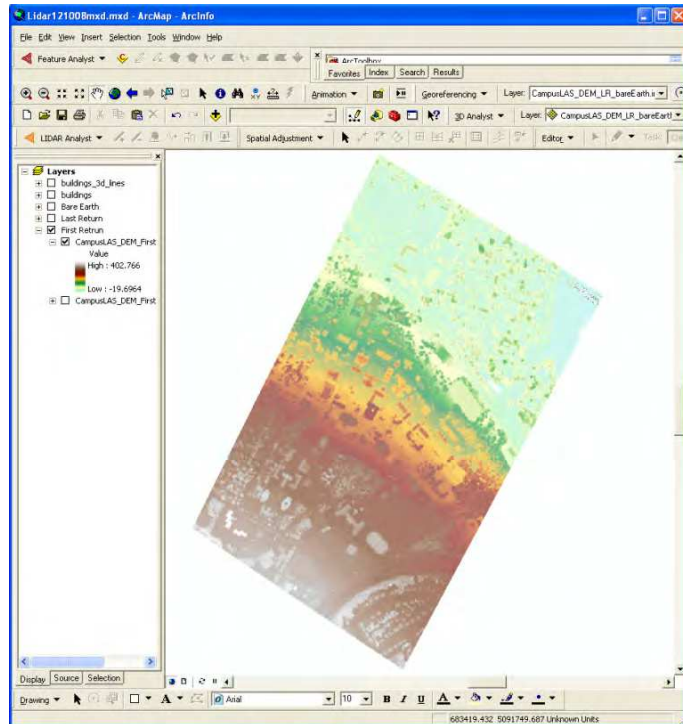 Lidar121008mxd.mxd - ArcMap - ArcInfo
File Edit View Insert Selection Tools Window Help
Feature Analyst
ArcToolbox
Favorites Index Search Results
Animation Georeferencing Layer: CampusLAS_DEM_LR_bareEarth.i
3D Analyst Layer: CampusLAS_DEM_LR_bareEartl
LIDAR Analyst Spatial Adjustment Editor Task:
Layers
buildings_3d_lines
buildings
Bare Earth
Last Return
First Retrun
CampusLAS_DEM_First
Value
High : 402.766
Low : -19.6964
CampusLAS_DEM_First
Display Source Selection
Drawing A Arial 10 B I U A
683419.432 5091749.687 Unknown Units